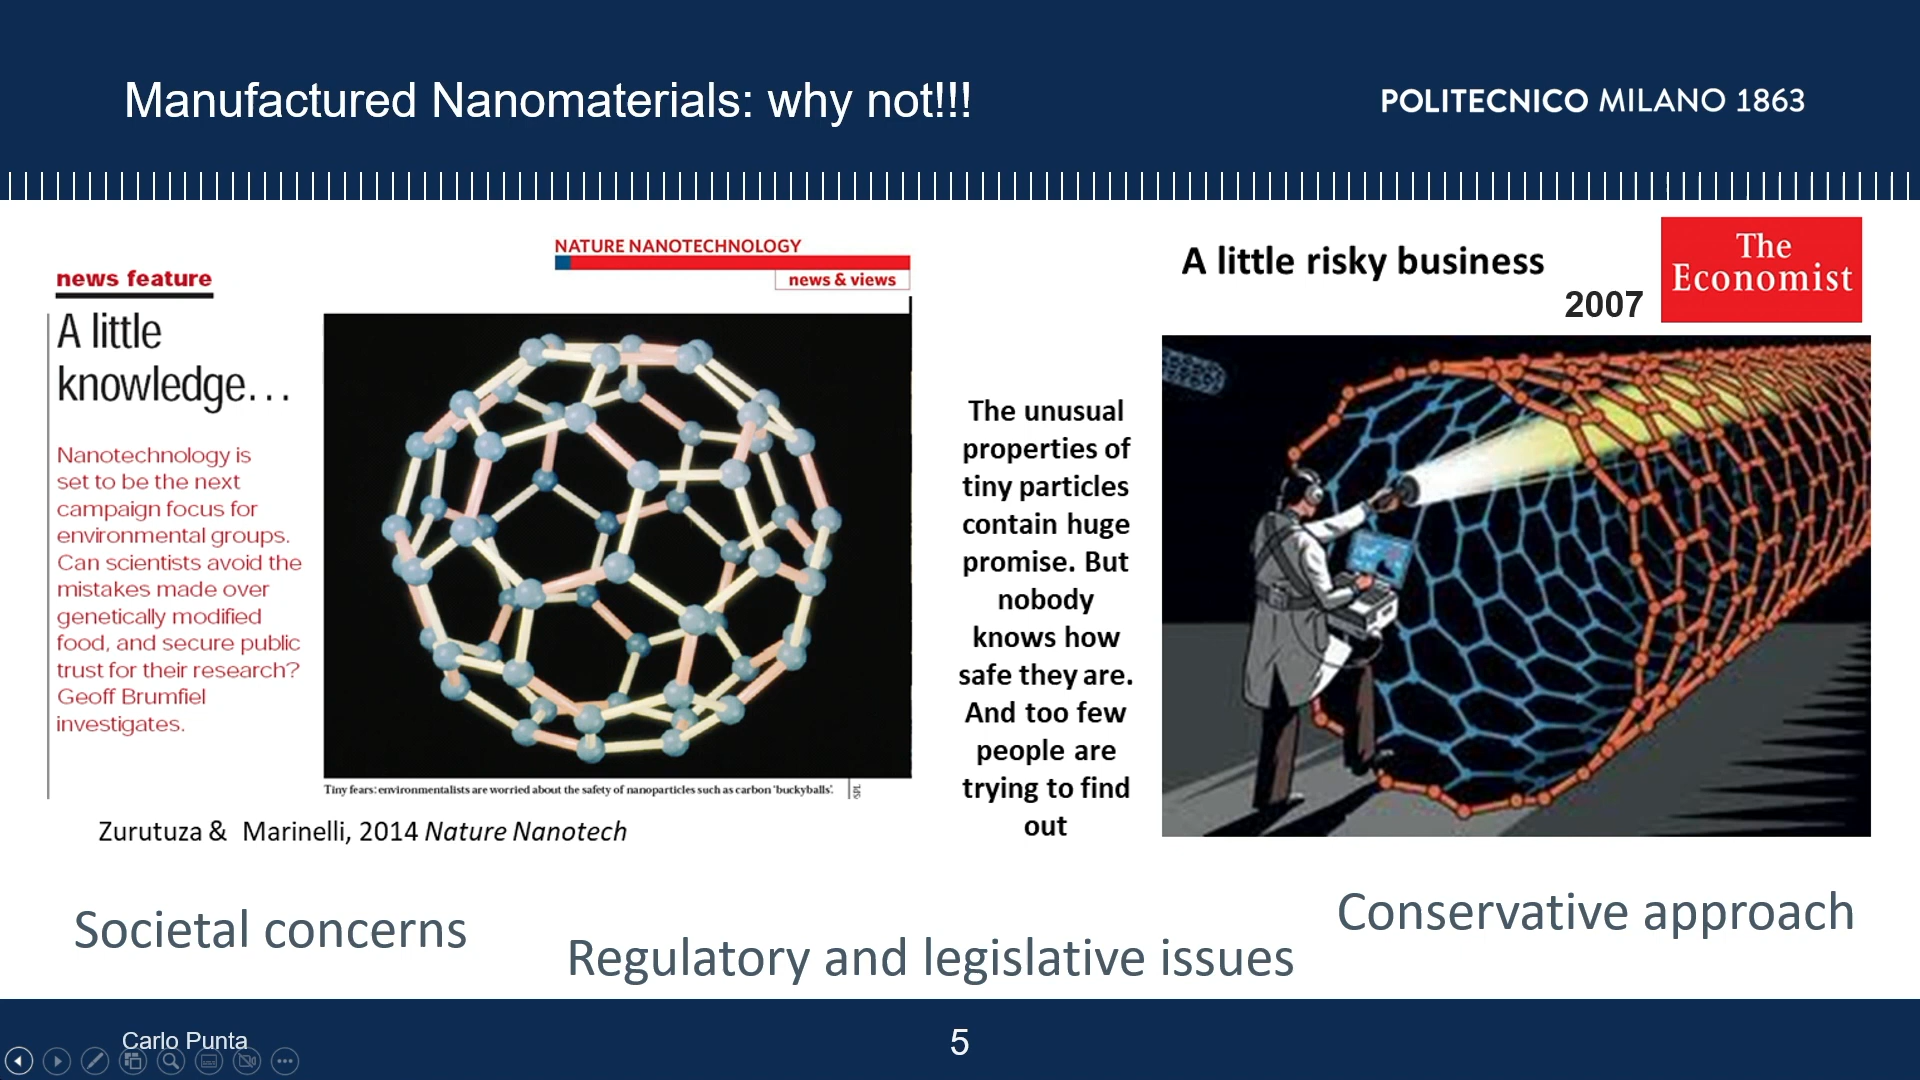 Manufactured Nanomaterials: why not!!!
POLITECNICO MILANO 1863
news feature
A little
knowledge...
Nanotechnology is
set to be the next
campaign focus for
environmental groups.
Can scientists avoid the
mistakes made over
genetically modified
food, and secure public
trust for their research?
Geoff Brumfiel
investigates.
NATURE NANOTECHNOLOGY
news & views
Tiny fears: environmentalists are worried about the safety of nanoparticles such as carbon 'buckyballs'.
SPL
Zurutuza & Marinelli, 2014 Nature Nanotech
The unusual
properties of
tiny particles
contain huge
promise. But
nobody
knows how
safe they are.
And too few
people are
trying to find
out
A little risky business
2007
The
Economist
Societal concerns
Regulatory and legislative issues
Conservative approach
Carlo Punta
5